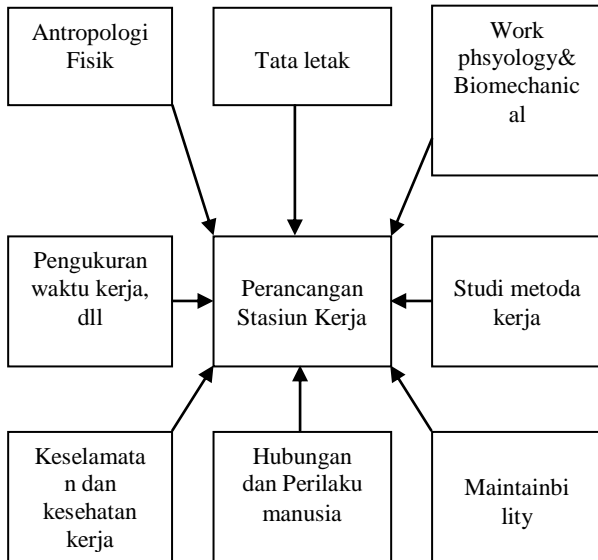 Antropologi
Fisik
Tata letak
Work
phsyology&
Biomechanic
al
Pengukuran
waktu kerja,
dll
Perancangan
Stasiun Kerja
Studi metoda
kerja
Keselamata
n dan
kesehatan
kerja
Hubungan
dan Perilaku
manusia
Maintainbi
lity